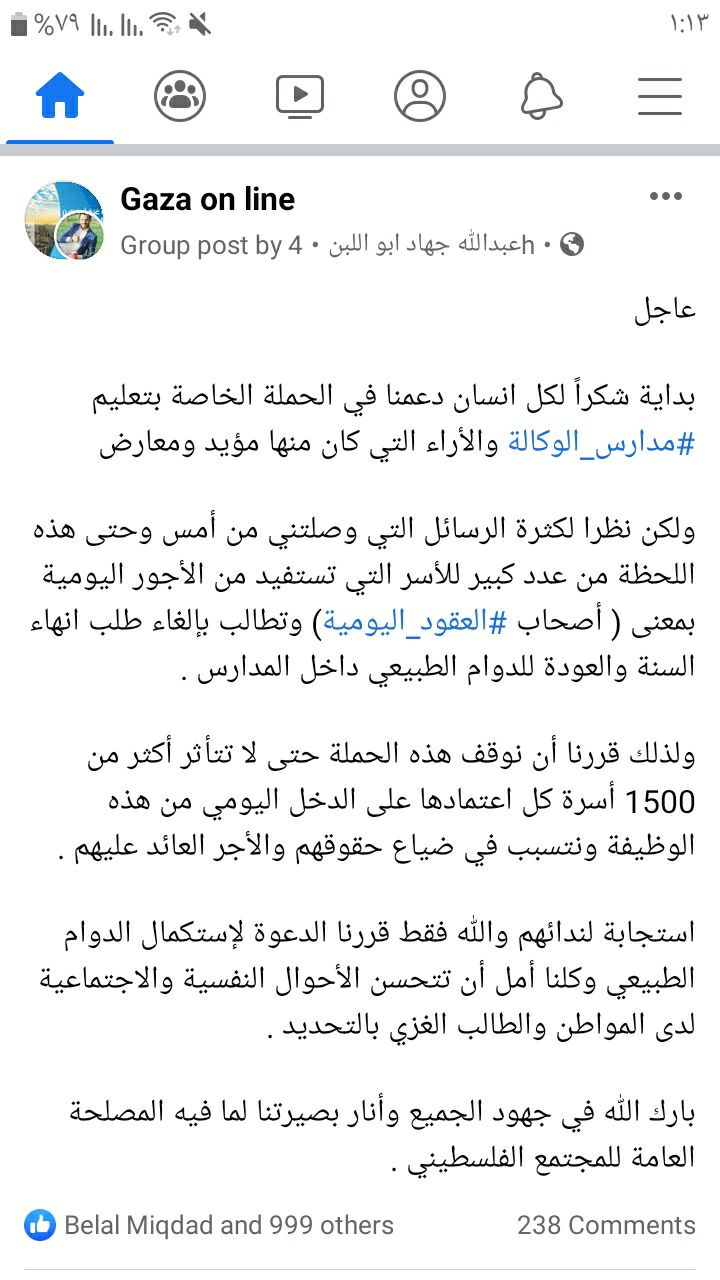 %٧٩
١:١٣
Gaza on line
Group post by عبدالله جهاد ابو اللبن • 4h •
عاجل
بداية شكراً لكل انسان دعمنا في الحملة الخاصة بتعليم
#مدارس_الوكالة والأراء التي كان منها مؤيد ومعارض
ولكن نظرا لكثرة الرسائل التي وصلتني من أمس وحتى هذه
اللحظة من عدد كبير للأسر التي تستفيد من الأجور اليومية
بمعنى ( أصحاب #العقود_اليومية) وتطالب بإلغاء طلب انهاء
السنة والعودة للدوام الطبيعي داخل المدارس .
ولذلك قررنا أن نوقف هذه الحملة حتى لا تتأثر أكثر من
1500 أسرة كل اعتمادها على الدخل اليومي من هذه
الوظيفة ونتسبب في ضياع حقوقهم والأجر العائد عليهم .
استجابة لندائهم والله فقط قررنا الدعوة لإستكمال الدوام
الطبيعي وكلنا أمل أن تتحسن الأحوال النفسية والاجتماعية
لدى المواطن والطالب الغزي بالتحديد .
بارك الله في جهود الجميع وأنار بصيرتنا لما فيه المصلحة
العامة للمجتمع الفلسطيني .
Belal Miqdad and 999 others
238 Comments